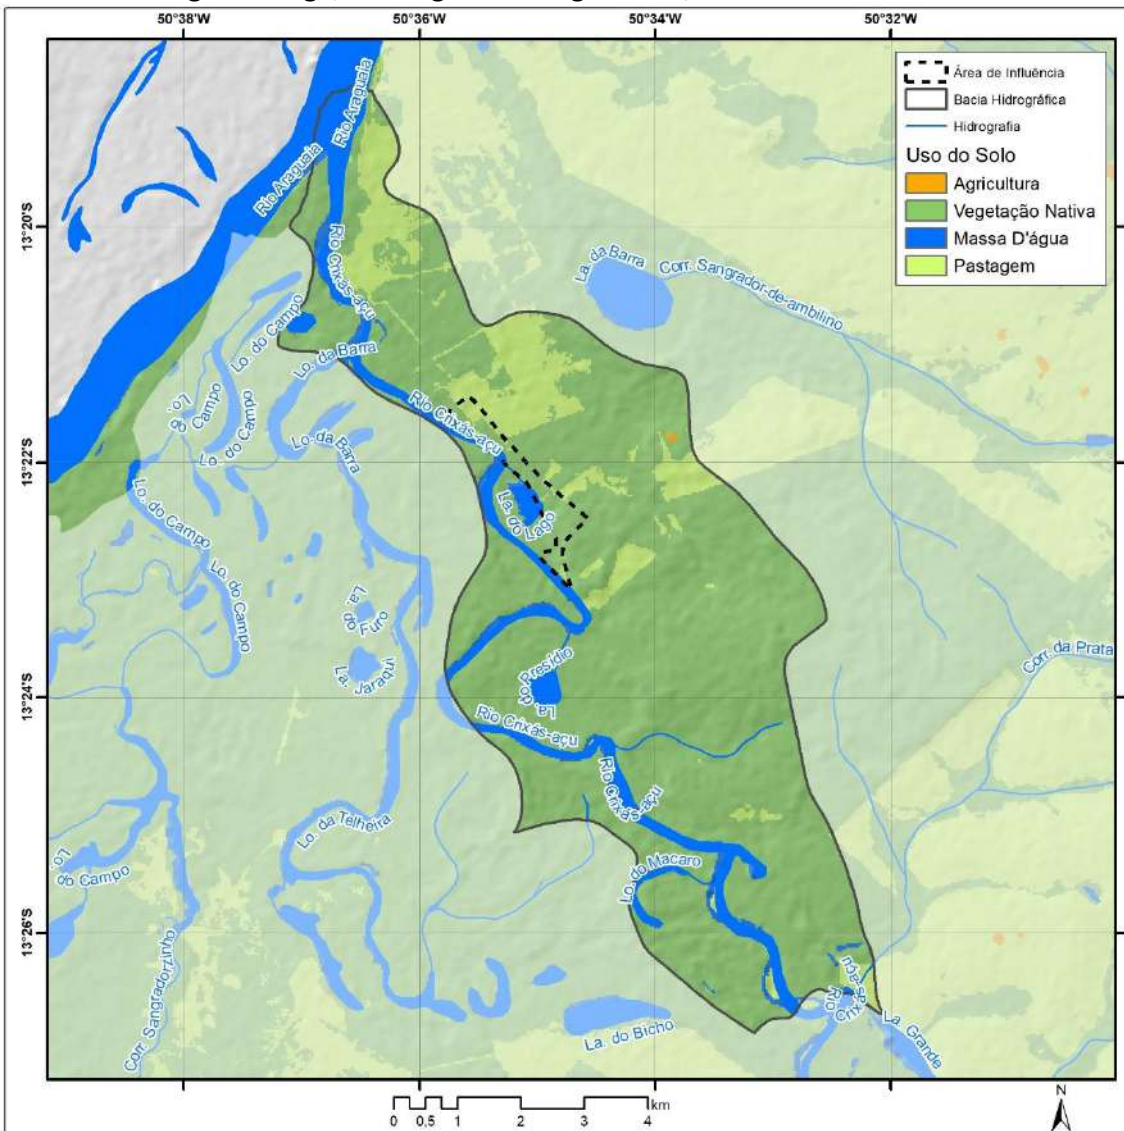 50°38'W
50°36'W
50°34'W
50°32'W
Área de Influência
Bacia Hidrográfica
Hidrografia
Uso do Solo
Agricultura
Vegetação Nativa
Massa D'água
Pastagem
13°20'S
13°22'S
13°24'S
13°26'S
Rio Araguaia
Rio Araguaia
Rio Crixás-açu
La. da Barra
Corr. Sangrador-de-ambilino
Lo. do Campo
Lo. da Barra
Lo.
do Campo
Lo. do Campo
Rio Crixás-açu
Lo. da Barra
La. do Lago
Lo. do Campo
Lo. do Campo
La.
do Furo
La. Jaraqui
La.
do Presídio
Corr. da Prata
Rio Crixás-açu
Rio Crixás-açu
Lo. da Telheira
Lo. do Macaro
Lo.
do Campo
Corr. Sangradorzinho
Rio
Crixás-açu
La. Grande
La. do Bicho
0 0,5 1 2 3 4
km
N